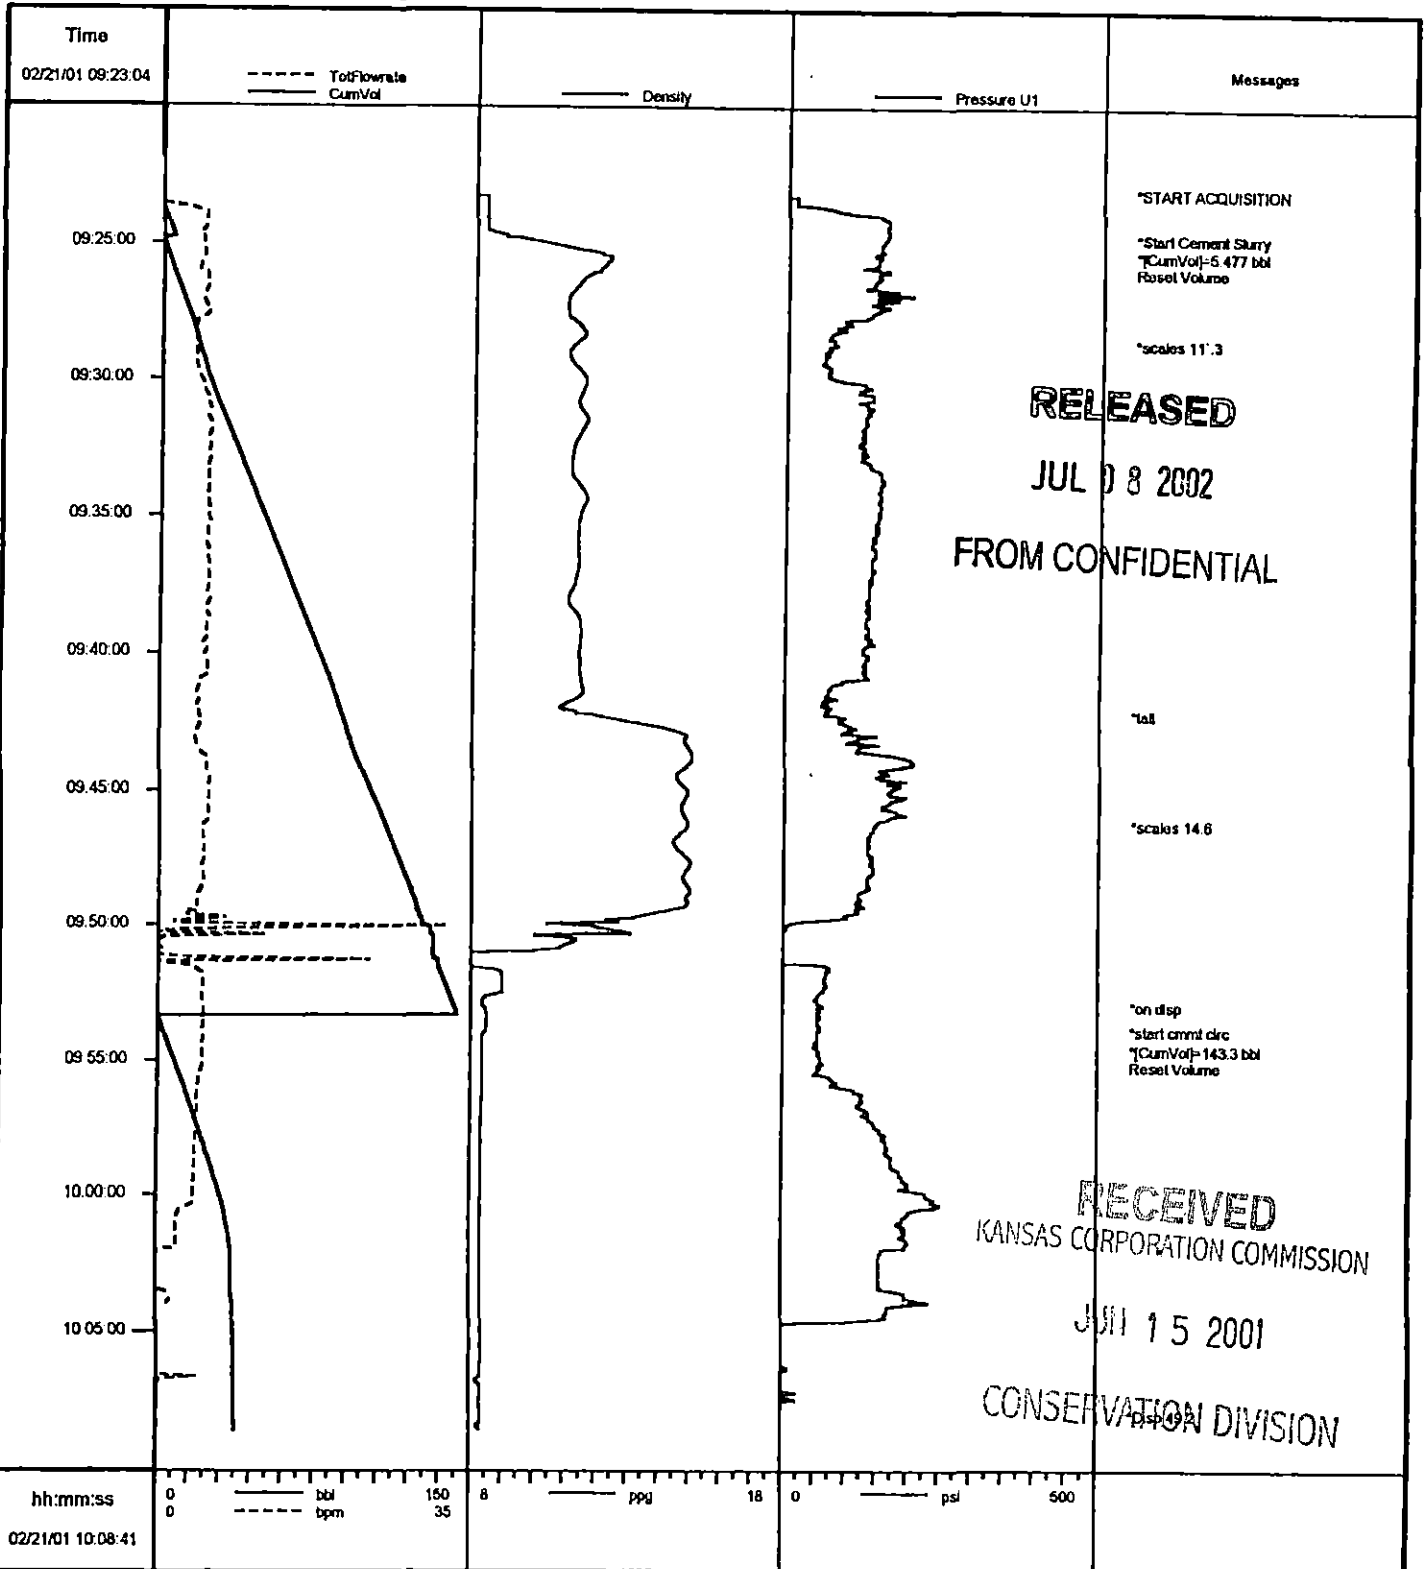 Time
02/21/01 09:23:04
TotFlowrate
CumVol
Density
Pressure U1
Messages
*START ACQUISITION
09:25:00
*Start Cement Slurry
*[CumVol]=5.477 bbl
Reset Volume
*scales 11.3
09:30:00
RELEASED
JUL 08 2002
09:35:00
FROM CONFIDENTIAL
09:40:00
*tail
09:45:00
*scales 14.6
09:50:00
*on disp
*start cmmt circ
*[CumVol]=143.3 bbl
Reset Volume
09:55:00
10:00:00
RECEIVED
KANSAS CORPORATION COMMISSION
10:05:00
JUN 15 2001
CONSERVATION DIVISION
hh:mm:ss
0 bbl 150
0 bpm 35
8 ppg 18
0 psi 500
02/21/01 10:08:41